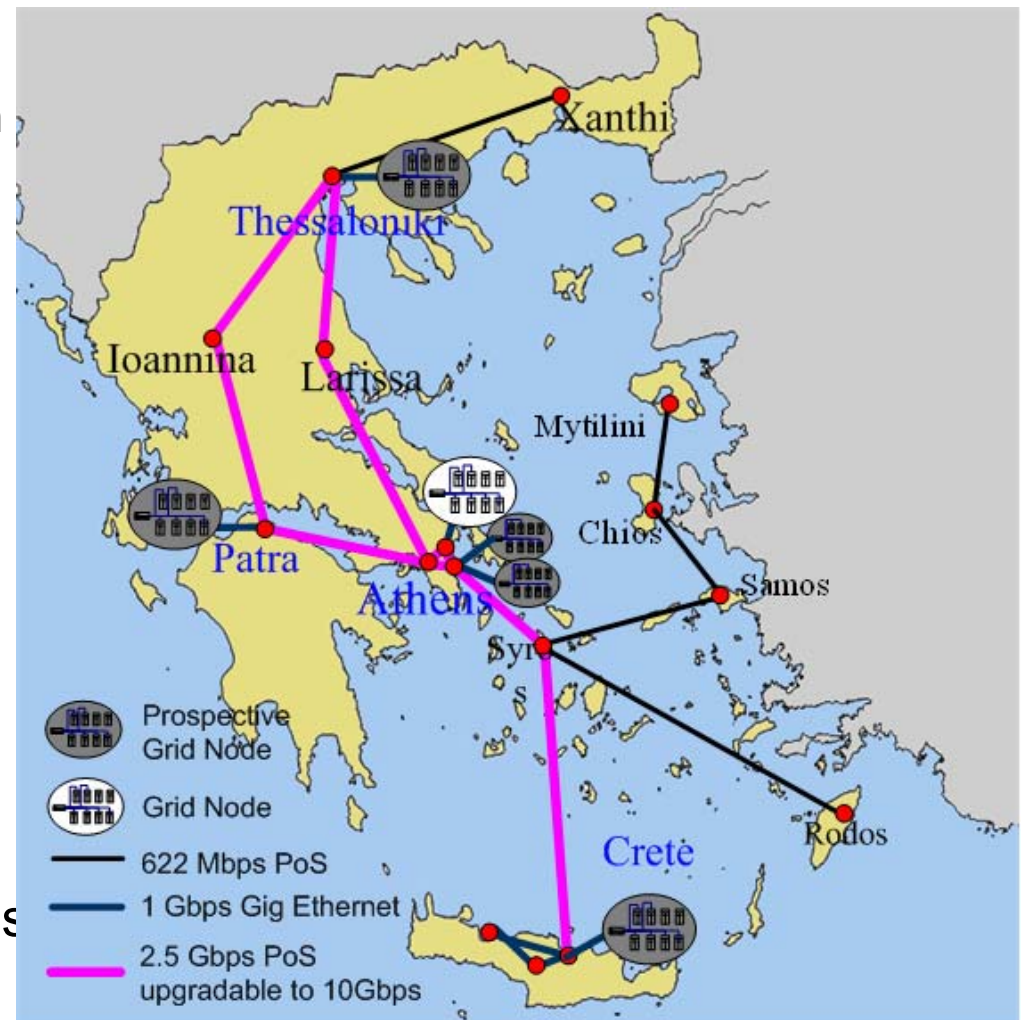 Xanthi
Thessaloniki
Ioannina
Larissa
Mytilini
Chios
Patra
Samos
Athens
Syro
s
Prospective
Grid Node
Grid Node
Rodos
Crete
622 Mbps PoS
1 Gbps Gig Ethernet
s
2.5 Gbps PoS
upgradable to 10Gbps